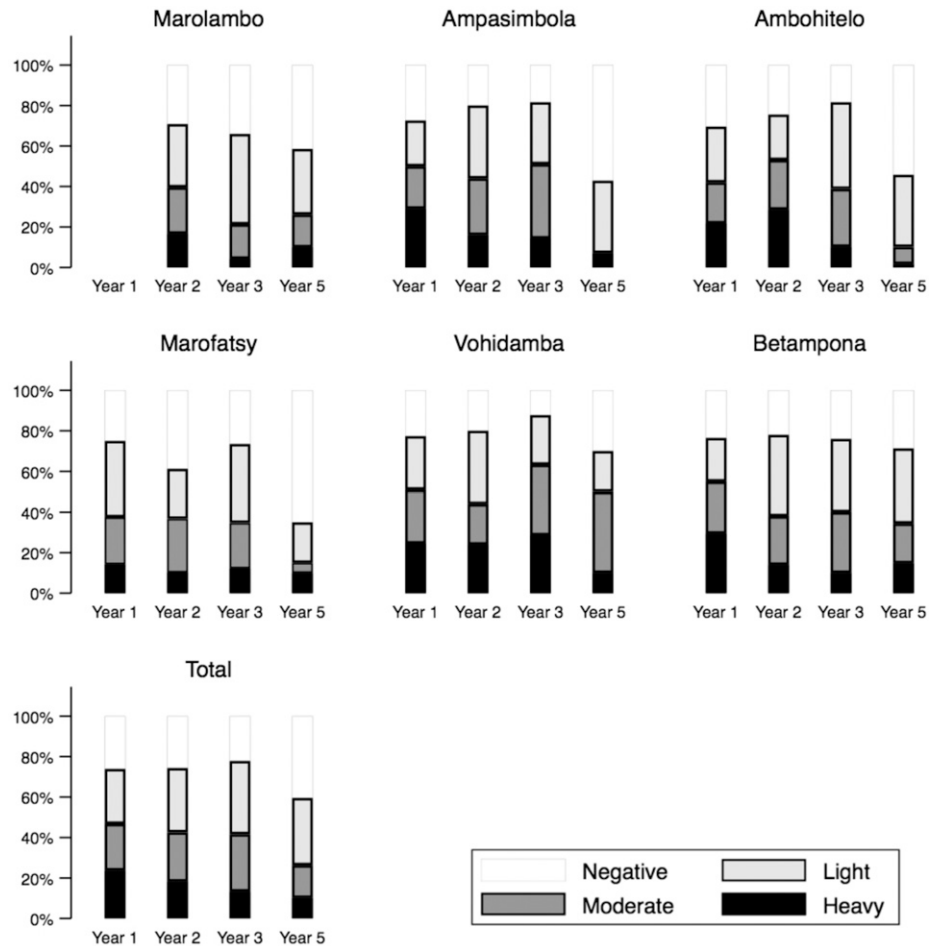 Marolambo Ampasimbola Ambohitelo
100%
80%
60%
40%
20%
0%
Year 1 Year 2 Year 3 Year 5 Year 1 Year 2 Year 3 Year 5 Year 1 Year 2 Year 3 Year 5
Marofatsy Vohidamba Betampona
100%
80%
60%
40%
20%
0%
Year 1 Year 2 Year 3 Year 5 Year 1 Year 2 Year 3 Year 5 Year 1 Year 2 Year 3 Year 5
Total
100%
80%
60%
40%
20%
0%
Year 1 Year 2 Year 3 Year 5
Negative Light
Moderate Heavy